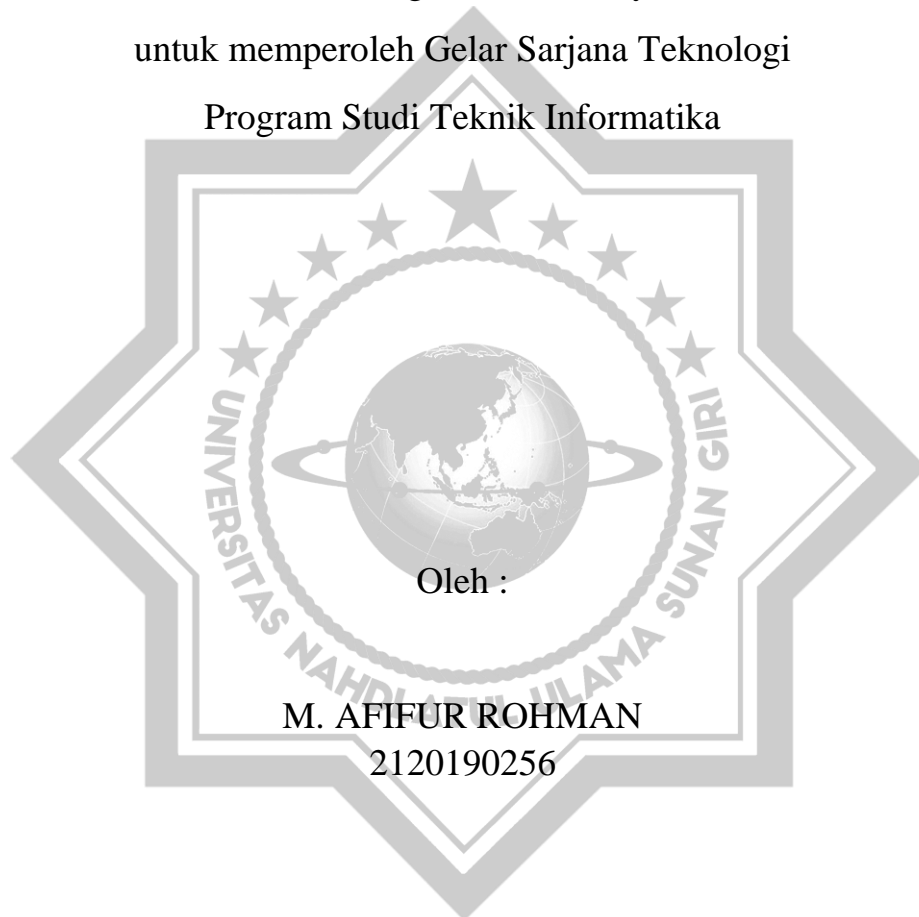 untuk memperoleh Gelar Sarjana Teknologi
Program Studi Teknik Informatika
UNIVERSITAS NAHDLATUL ULAMA SUNAN GIRI
Oleh :
M. AFIFUR ROHMAN
2120190256